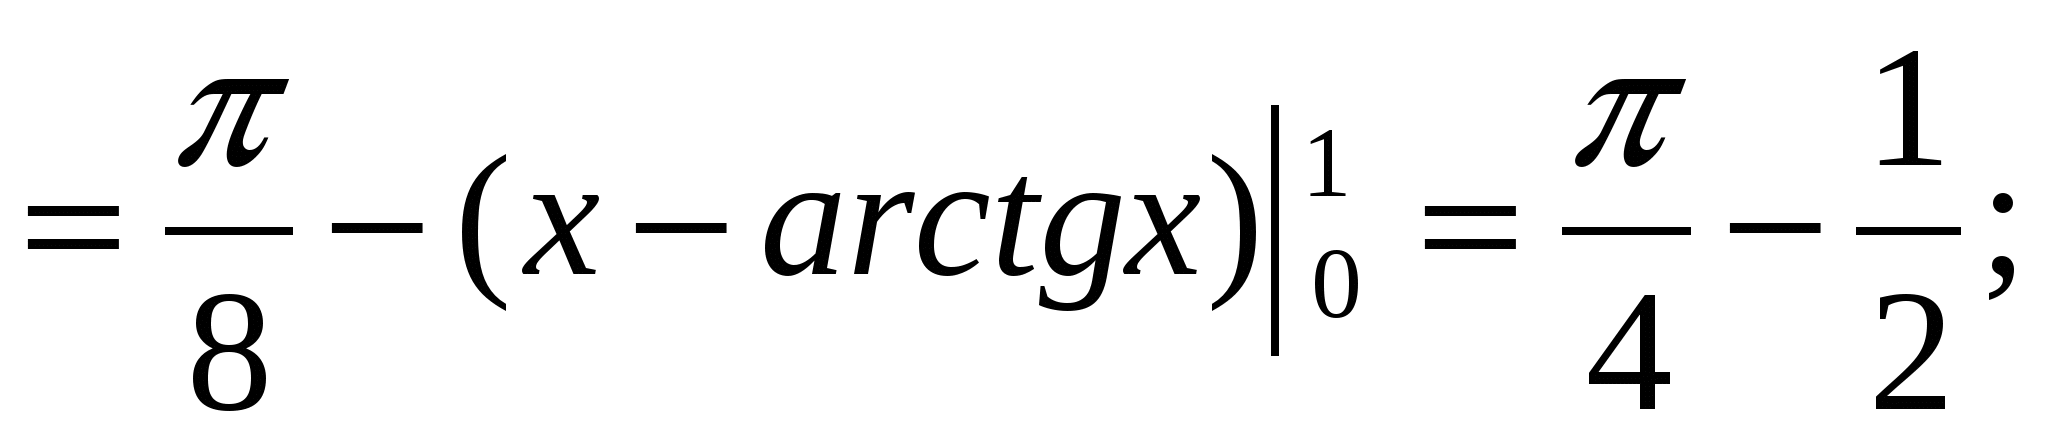 = π/8 − (x − arctgx)|₀¹ = π/4 − 1/2;